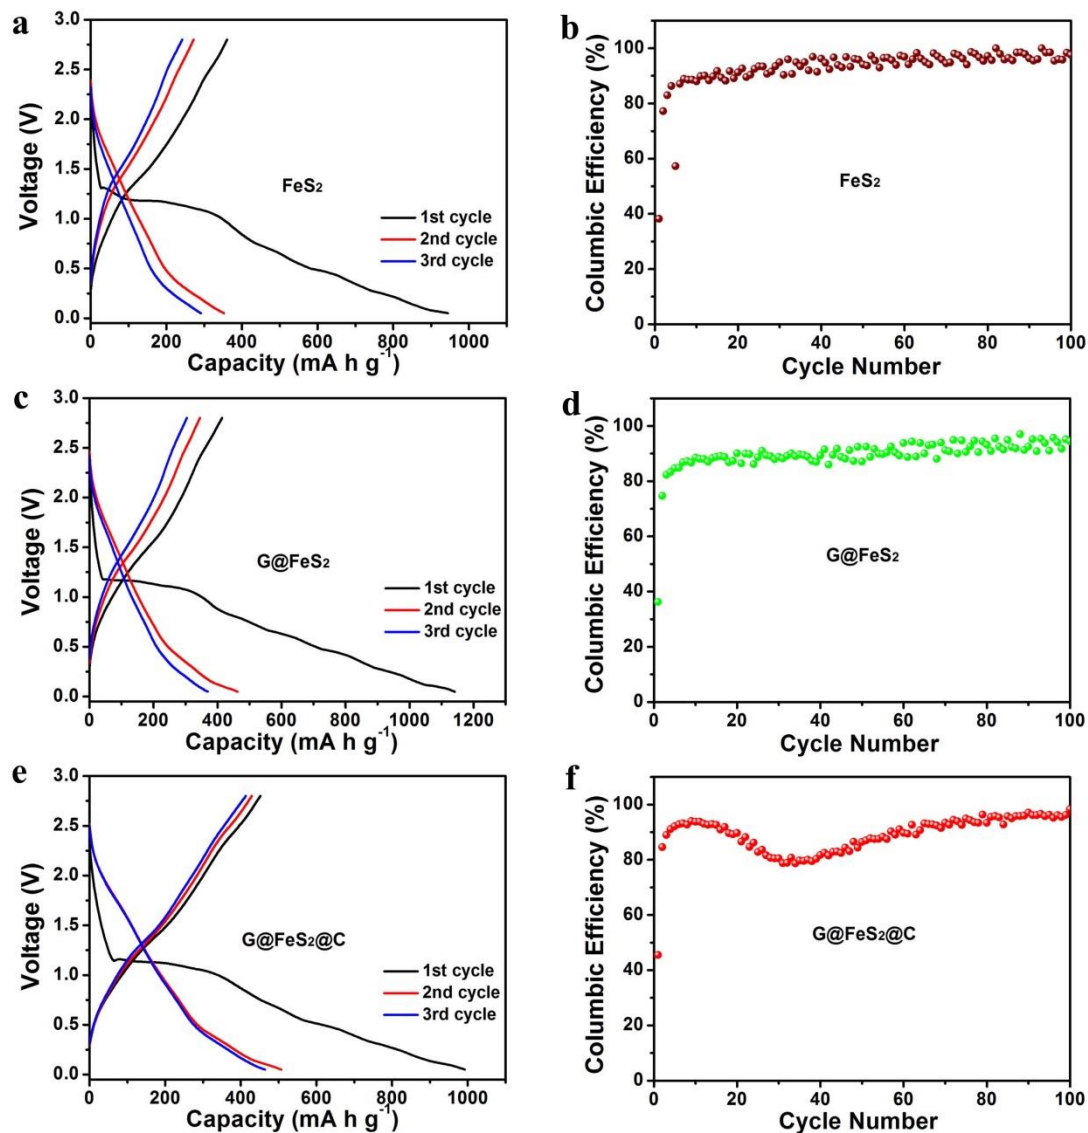 a
3.0
2.5
2.0
1.5
1.0
0.5
0.0
Voltage (V)
FeS₂
1st cycle
2nd cycle
3rd cycle
0 200 400 600 800 1000
Capacity (mA h g⁻¹)
b
100
80
60
40
20
0
Columbic Efficiency (%)
FeS₂
0 20 40 60 80 100
Cycle Number
c
3.0
2.5
2.0
1.5
1.0
0.5
0.0
Voltage (V)
G@FeS₂
1st cycle
2nd cycle
3rd cycle
0 200 400 600 800 1000 1200
Capacity (mA h g⁻¹)
d
100
80
60
40
20
0
Columbic Efficiency (%)
G@FeS₂
0 20 40 60 80 100
Cycle Number
e
3.0
2.5
2.0
1.5
1.0
0.5
0.0
Voltage (V)
G@FeS₂@C
1st cycle
2nd cycle
3rd cycle
0 200 400 600 800 1000
Capacity (mA h g⁻¹)
f
100
80
60
40
20
0
Columbic Efficiency (%)
G@FeS₂@C
0 20 40 60 80 100
Cycle Number